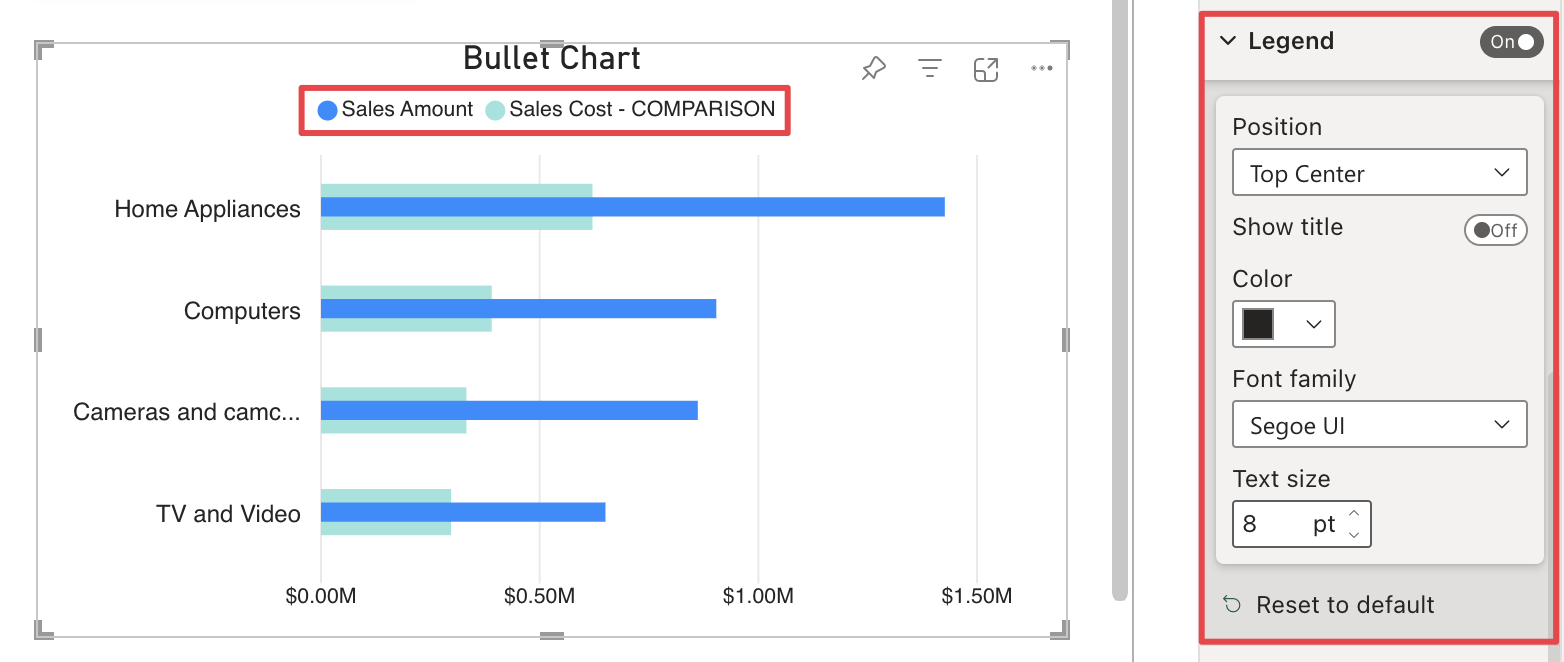 Bullet Chart
Sales Amount Sales Cost - COMPARISON
Home Appliances
Computers
Cameras and camc...
TV and Video
$0.00M $0.50M $1.00M $1.50M
Legend On
Position
Top Center
Show title Off
Color
Font family
Segoe UI
Text size
8 pt
Reset to default